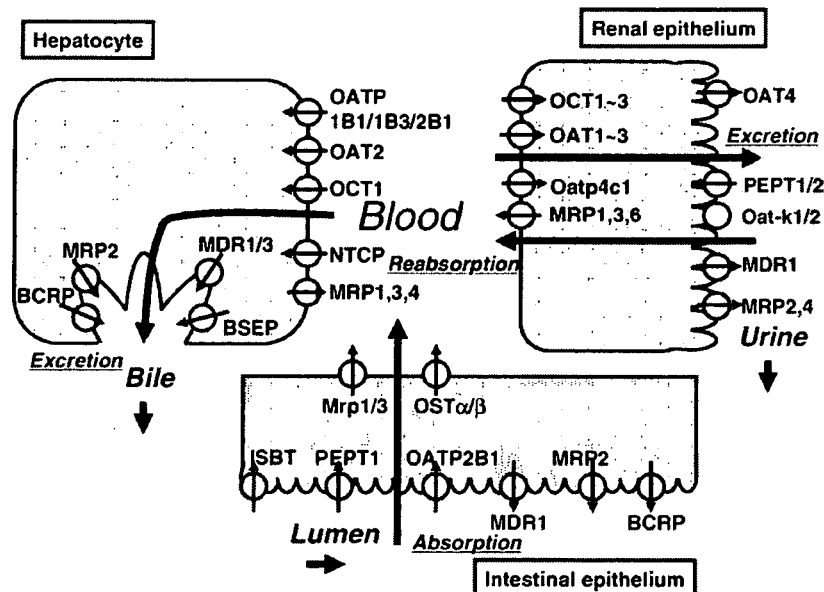 Hepatocyte
OATP
1B1/1B3/2B1
OAT2
OCT1
Blood
NTCP
MRP1,3,4
MRP2
MDR1/3
BCRP
BSEP
Excretion
Bile
Renal epithelium
OCT1~3
OAT1~3
Oatp4c1
MRP1,3,6
OAT4
Excretion
PEPT1/2
Oat-k1/2
Reabsorption
MDR1
MRP2,4
Urine
Mrp1/3
OSTα/β
ISBT
PEPT1
OATP2B1
MRP2
MDR1
BCRP
Lumen
Absorption
Intestinal epithelium